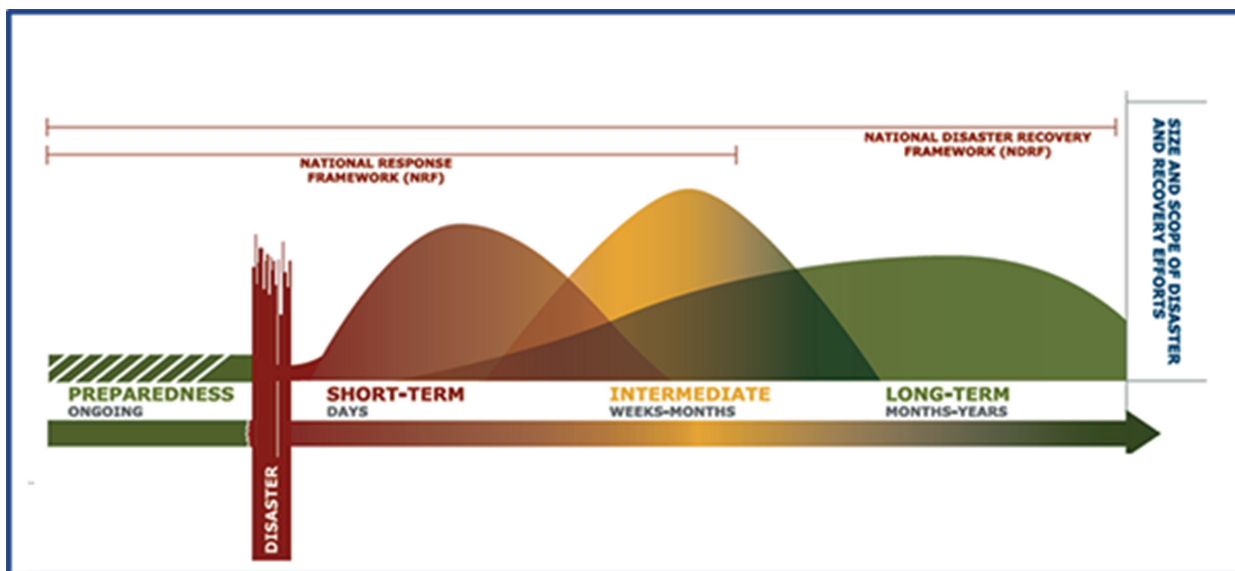 NATIONAL DISASTER RECOVERY
FRAMEWORK (NDRF)
NATIONAL RESPONSE
FRAMEWORK (NRF)
SIZE AND SCOPE OF DISASTER
AND RECOVERY EFFORTS
PREPAREDNESS
ONGOING
SHORT-TERM
DAYS
INTERMEDIATE
WEEKS-MONTHS
LONG-TERM
MONTHS-YEARS
DISASTER